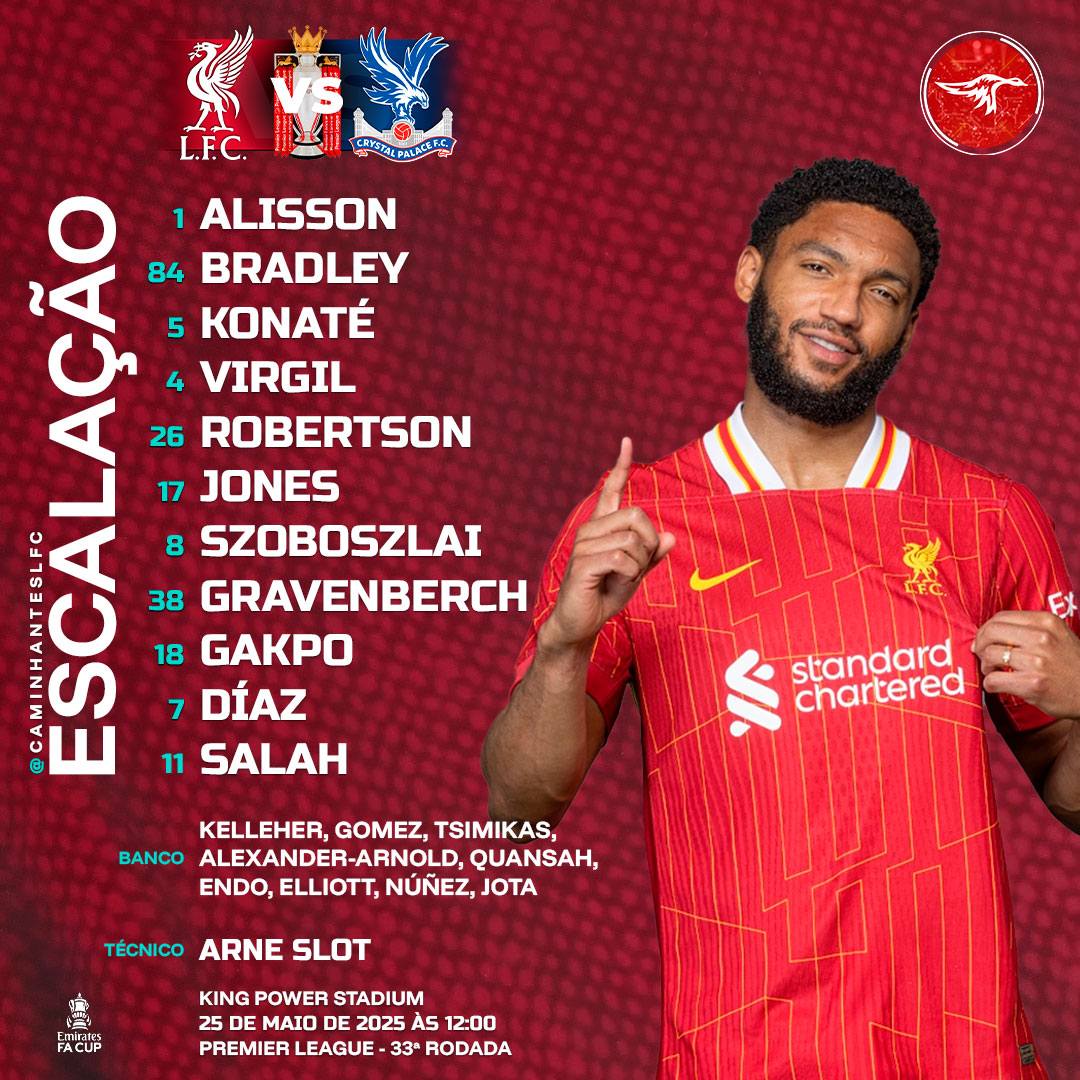 L.F.C.
VS
CRYSTAL PALACE F.C.
ESCALAÇÃO
@CAMINHANTESLFC
1 ALISSON
84 BRADLEY
5 KONATÉ
4 VIRGIL
26 ROBERTSON
17 JONES
8 SZOBOSZLAI
38 GRAVENBERCH
18 GAKPO
7 DÍAZ
11 SALAH
BANCO
KELLEHER, GOMEZ, TSIMIKAS,
ALEXANDER-ARNOLD, QUANSAH,
ENDO, ELLIOTT, NÚÑEZ, JOTA
TÉCNICO ARNE SLOT
KING POWER STADIUM
25 DE MAIO DE 2025 ÀS 12:00
PREMIER LEAGUE - 33ª RODADA
Emirates
FA CUP
L.F.C.
standard
chartered
Ex